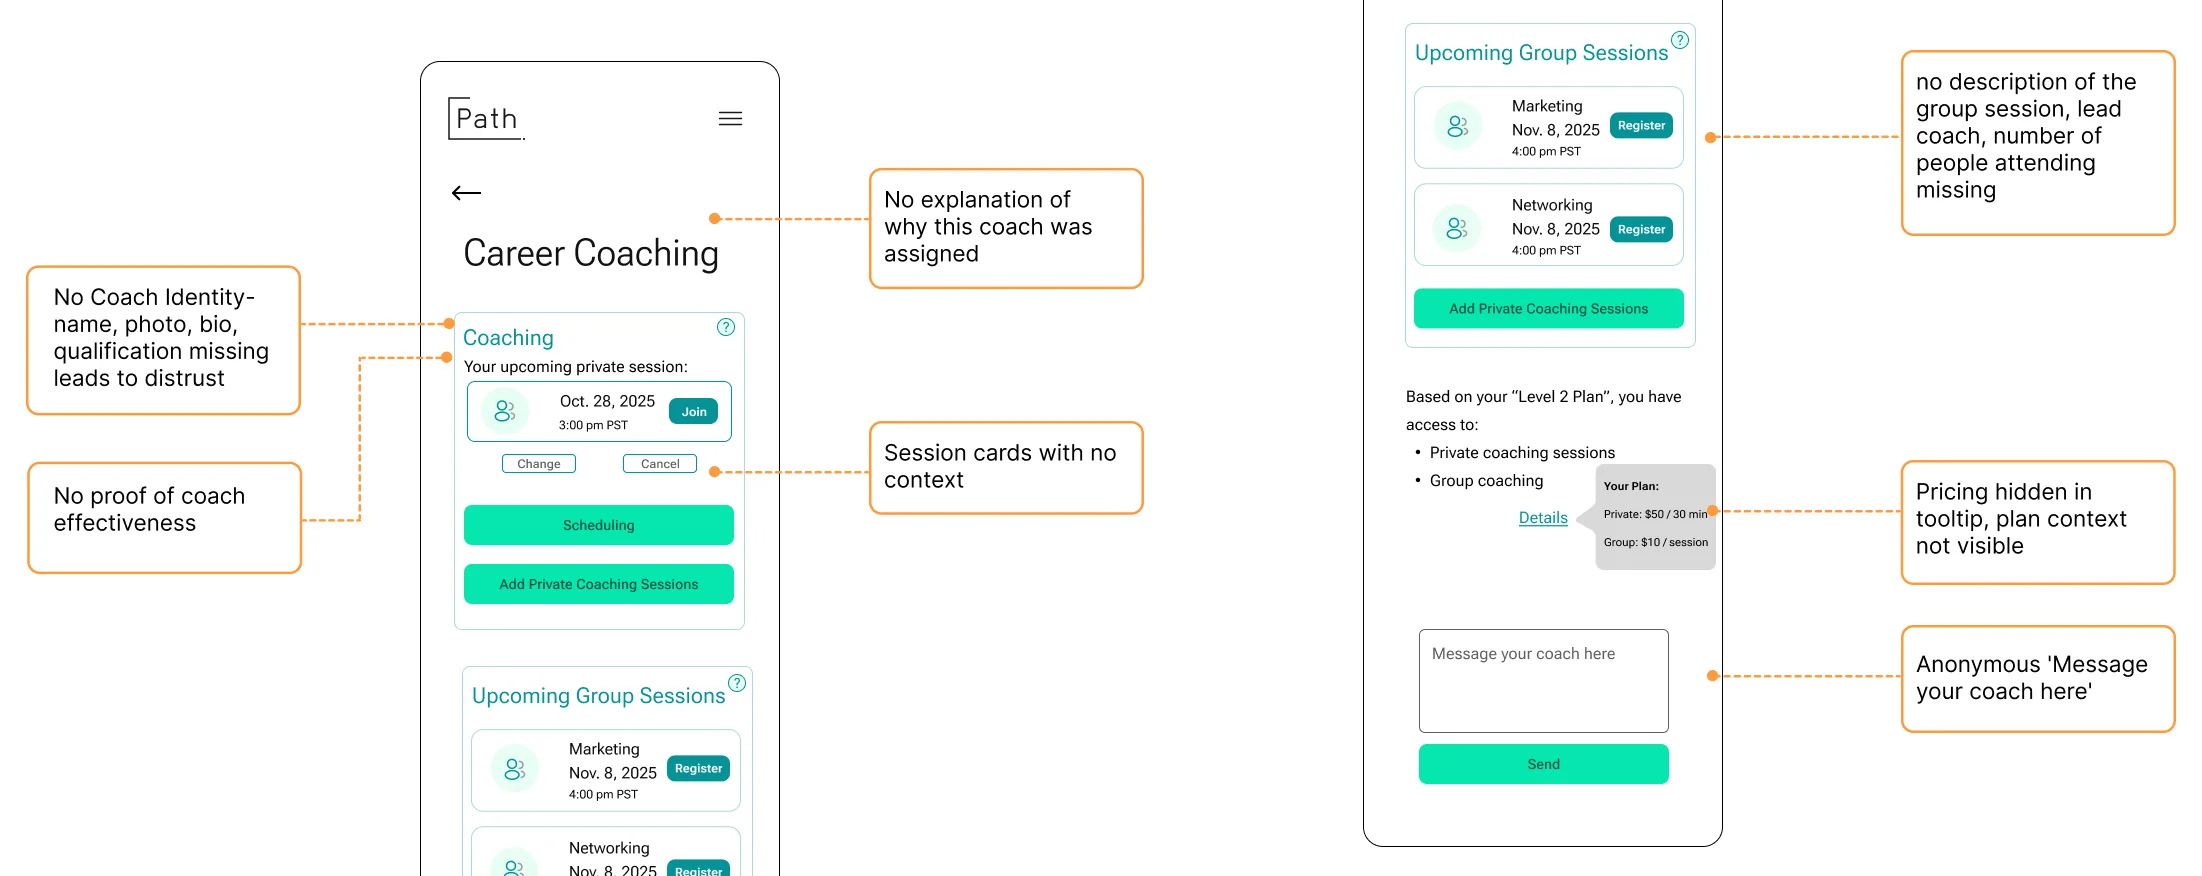 No Coach Identity-
name, photo, bio,
qualification missing
leads to distrust
No proof of coach
effectiveness
Path
Career Coaching
Coaching
?
Your upcoming private session:
Oct. 28, 2025
3:00 pm PST
Join
Change
Cancel
Scheduling
Add Private Coaching Sessions
Upcoming Group Sessions
?
Marketing
Nov. 8, 2025
4:00 pm PST
Register
Networking
Nov. 8, 2025
Register
No explanation of
why this coach was
assigned
Session cards with no
context
Upcoming Group Sessions
?
Marketing
Nov. 8, 2025
4:00 pm PST
Register
Networking
Nov. 8, 2025
4:00 pm PST
Register
Add Private Coaching Sessions
Based on your “Level 2 Plan”, you have
access to:
• Private coaching sessions
• Group coaching
Details
Your Plan:
Private: $50 / 30 min
Group: $10 / session
Message your coach here
Send
no description of the
group session, lead
coach, number of
people attending
missing
Pricing hidden in
tooltip, plan context
not visible
Anonymous 'Message
your coach here'